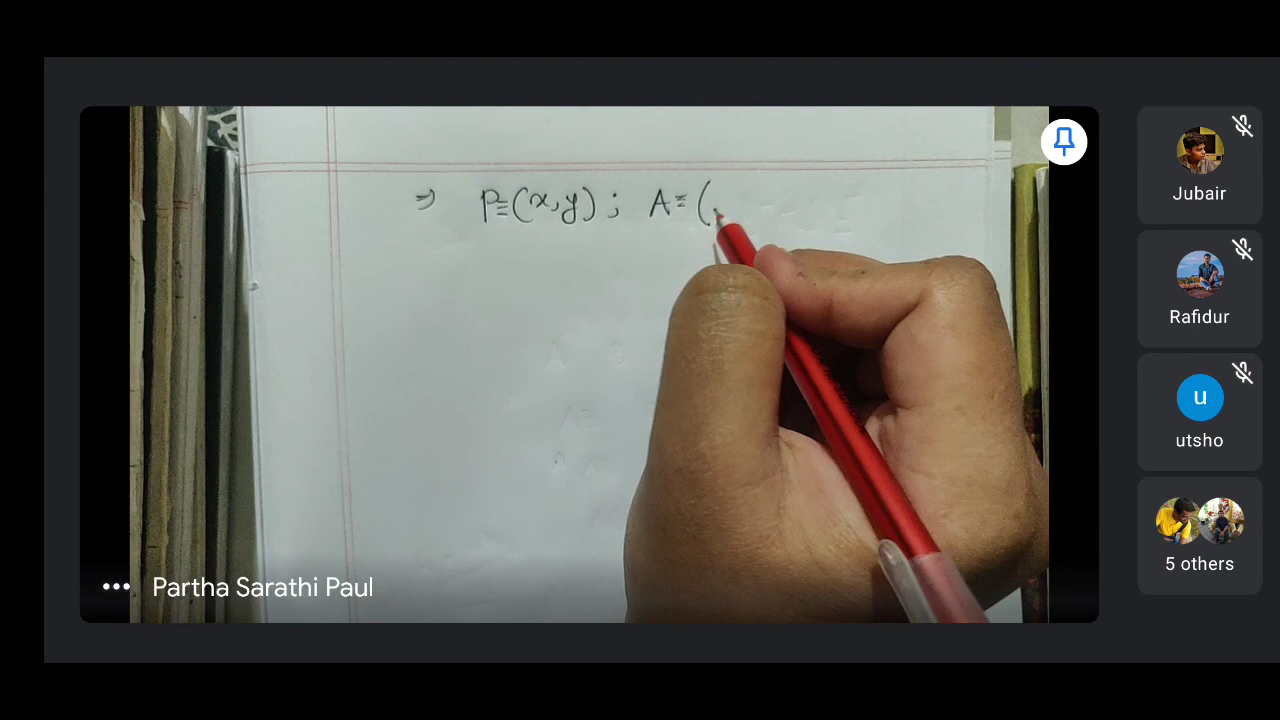 ⇒ P≡(x,y) ; A≡(
Jubair
Rafidur
u
utsho
5 others
Partha Sarathi Paul